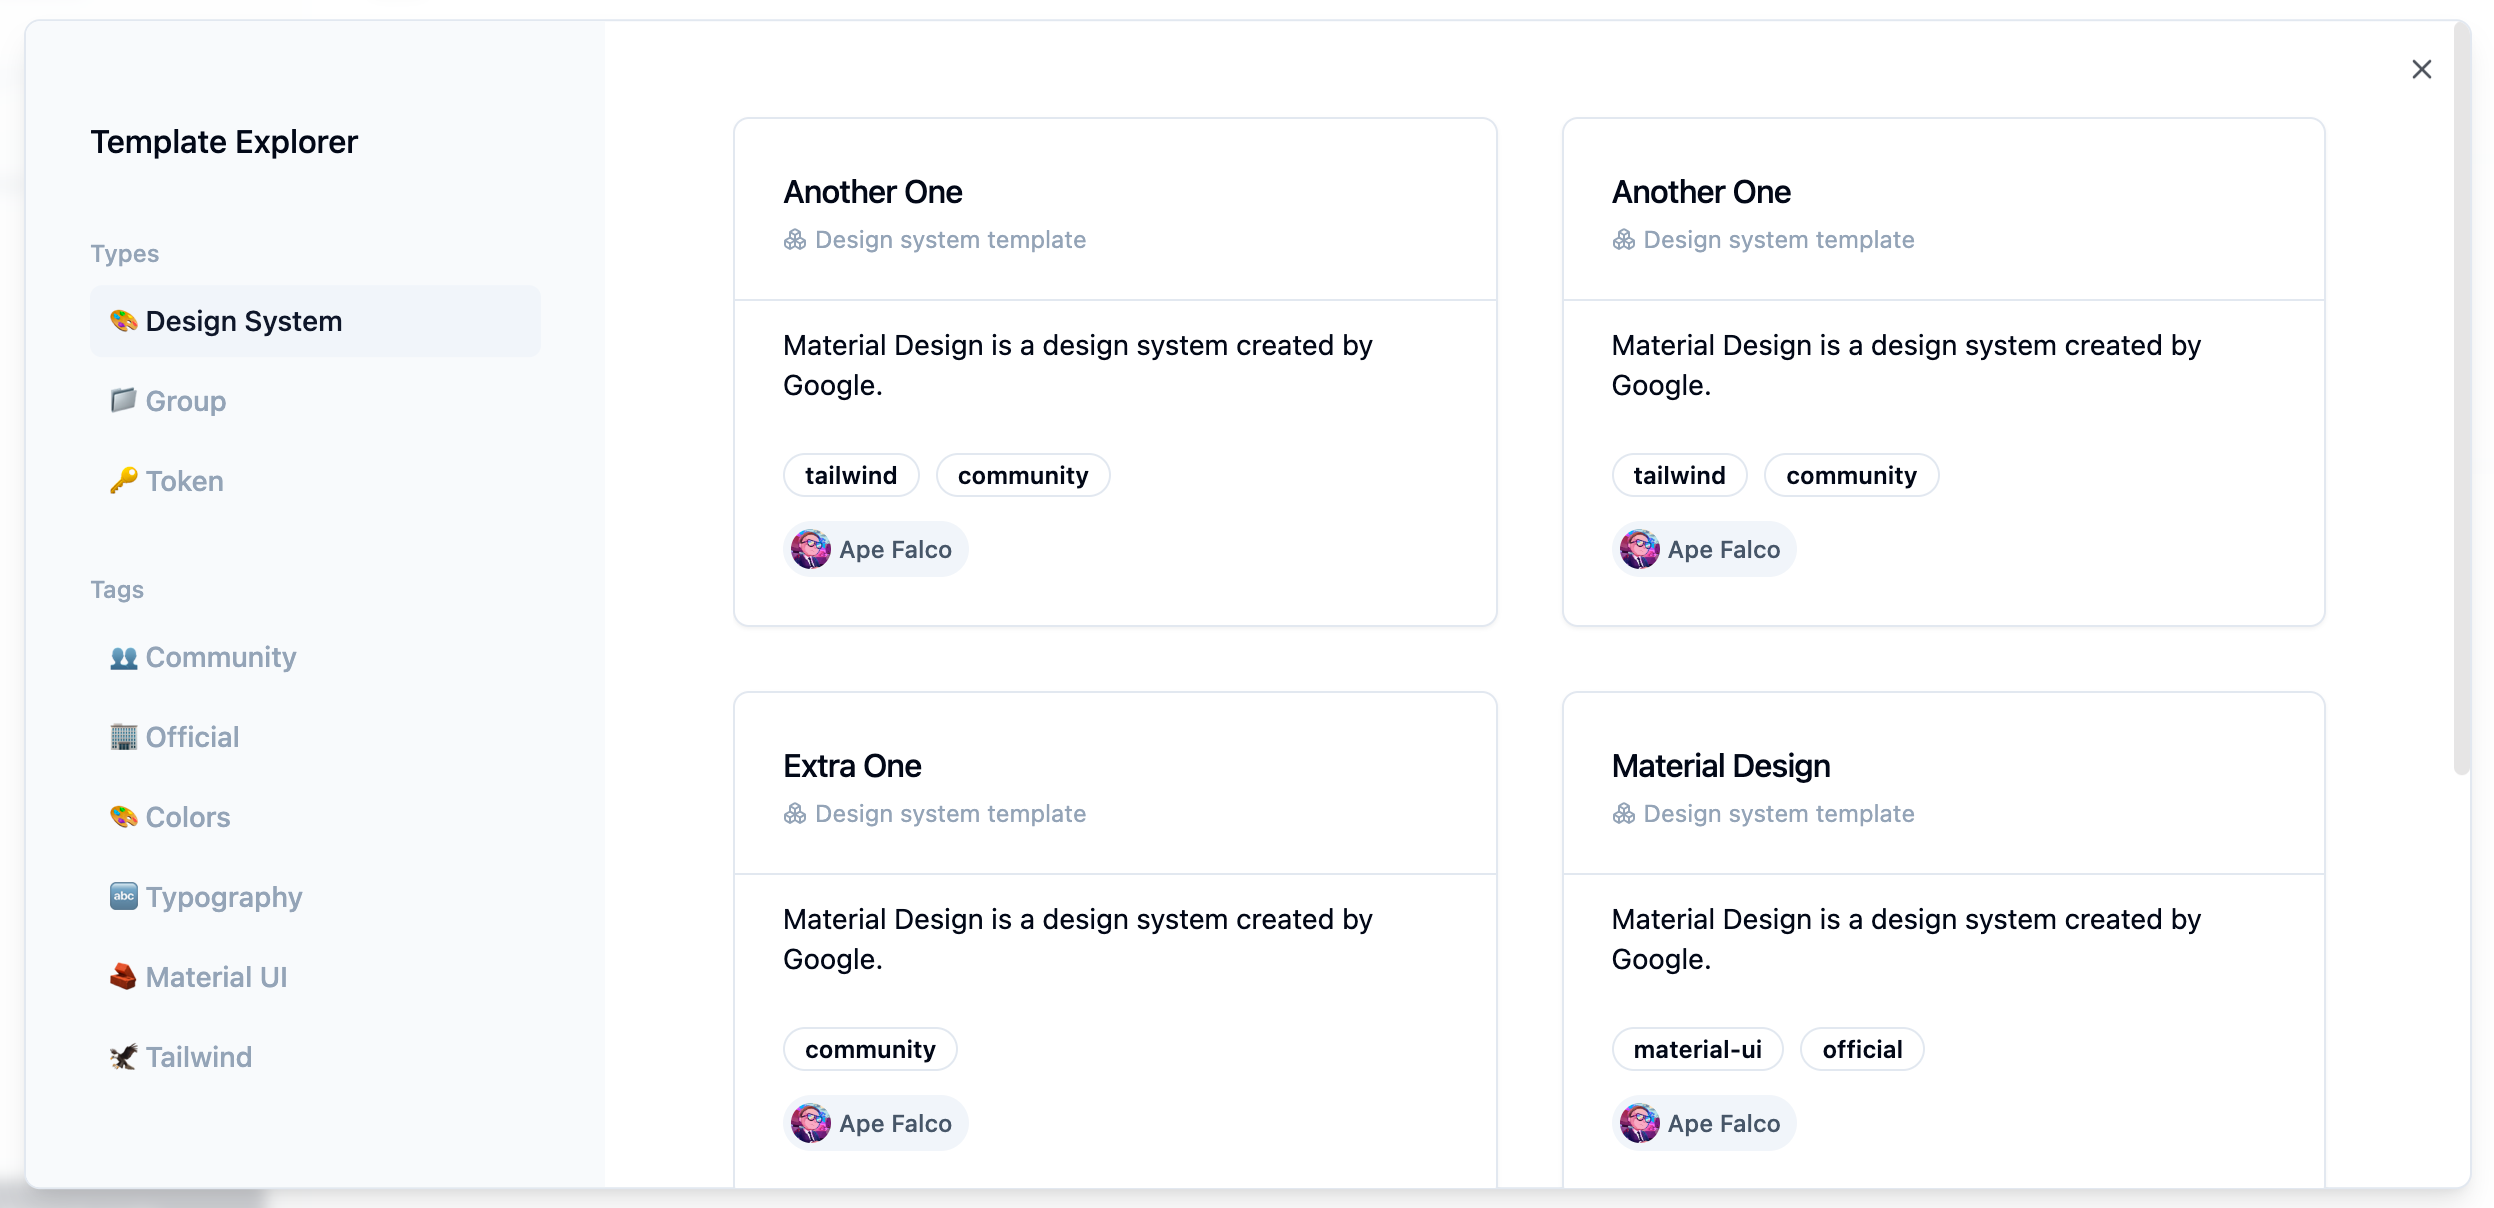 Template Explorer
Types
Design System
Group
Token
Tags
Community
Official
Colors
abc Typography
Material UI
Tailwind
Another One
Design system template
Material Design is a design system created by
Google.
tailwind community
Ape Falco
Another One
Design system template
Material Design is a design system created by
Google.
tailwind community
Ape Falco
Extra One
Design system template
Material Design is a design system created by
Google.
community
Ape Falco
Material Design
Design system template
Material Design is a design system created by
Google.
material-ui official
Ape Falco